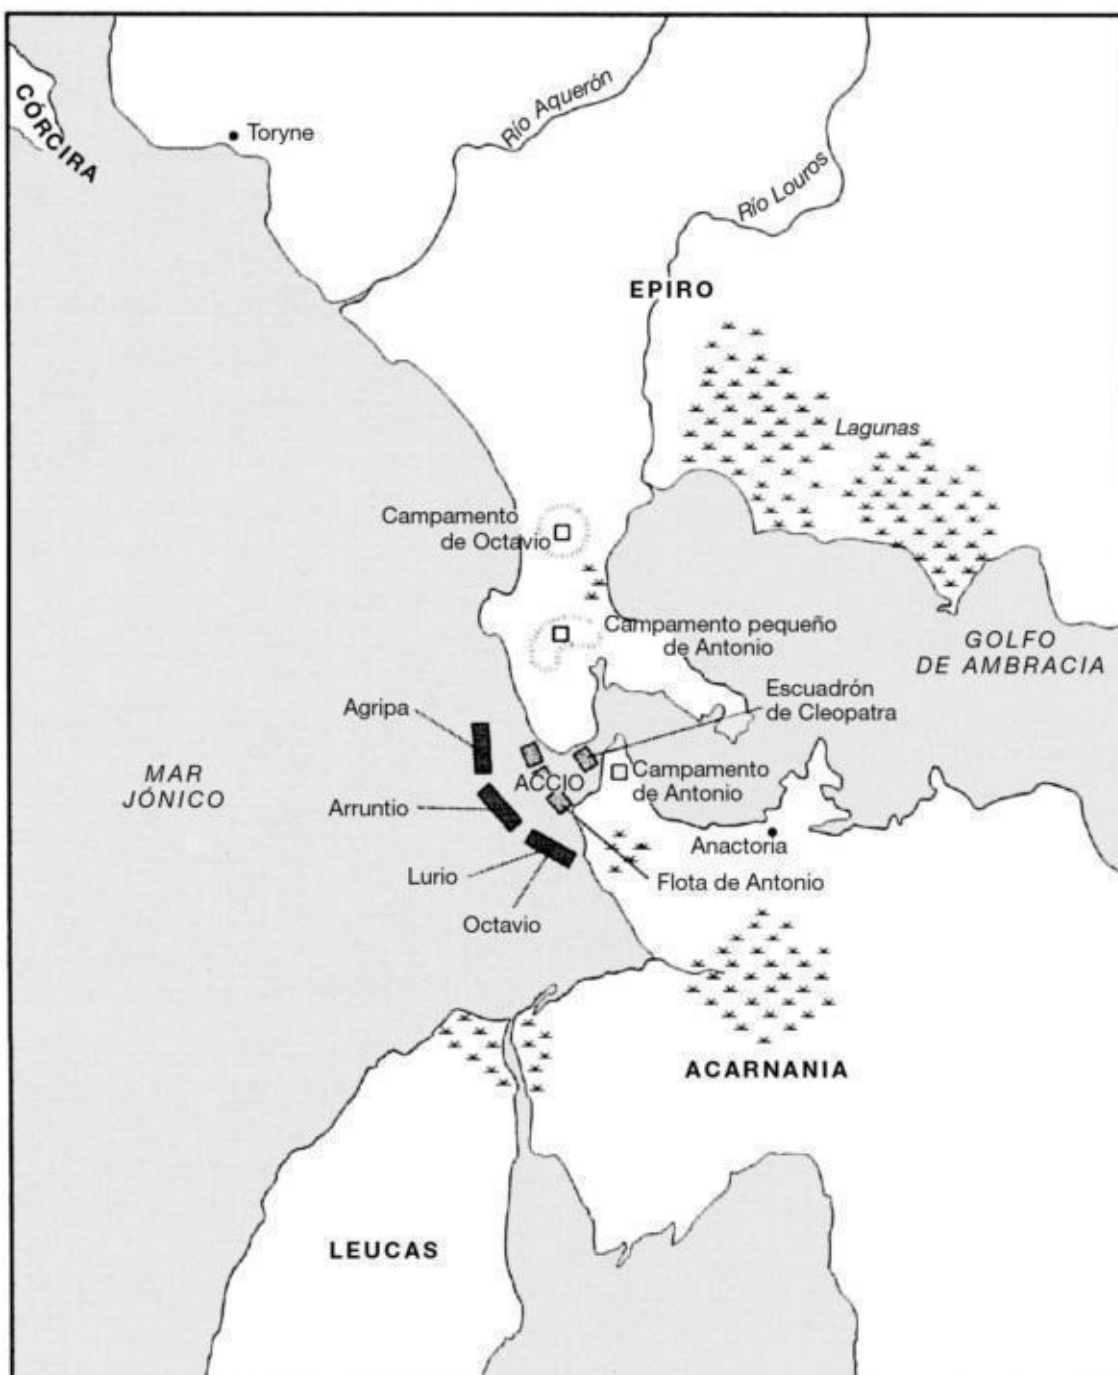 CÓRCIRA
Toryne
Río Aquerón
Río Louros
EPIRO
Lagunas
Campamento
de Octavio
Campamento pequeño
de Antonio
GOLFO
DE AMBRACIA
Escuadrón
de Cleopatra
Agripa
MAR
JÓNICO
ACCIO
Campamento
de Antonio
Arruntio
Anactoria
Lurio
Flota de Antonio
Octavio
ACARNANIA
LEUCAS